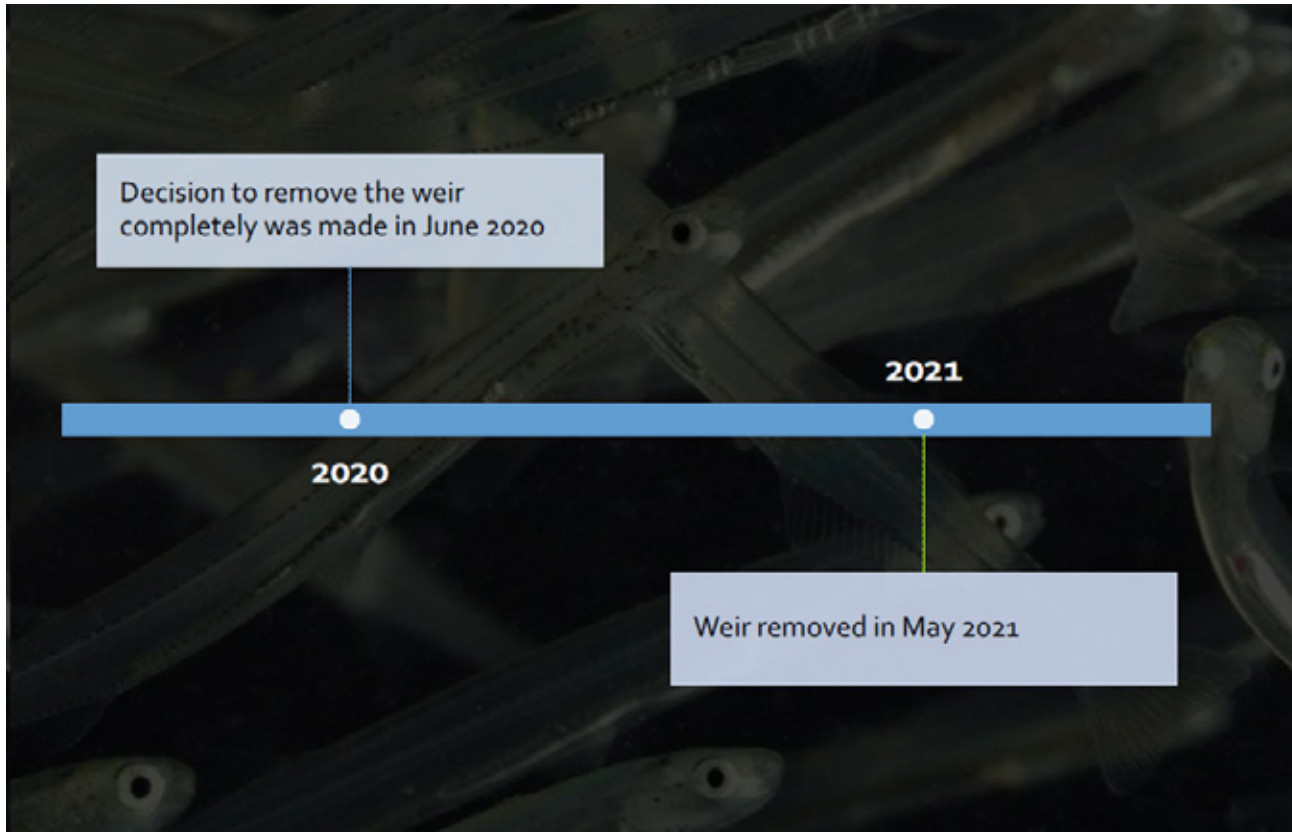 Decision to remove the weir
completely was made in June 2020
2021
2020
Weir removed in May 2021